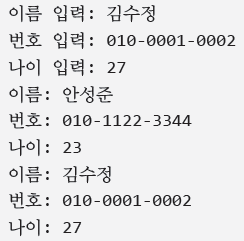 이름 입력: 김수정
번호 입력: 010-0001-0002
나이 입력: 27
이름: 안성준
번호: 010-1122-3344
나이: 23
이름: 김수정
번호: 010-0001-0002
나이: 27